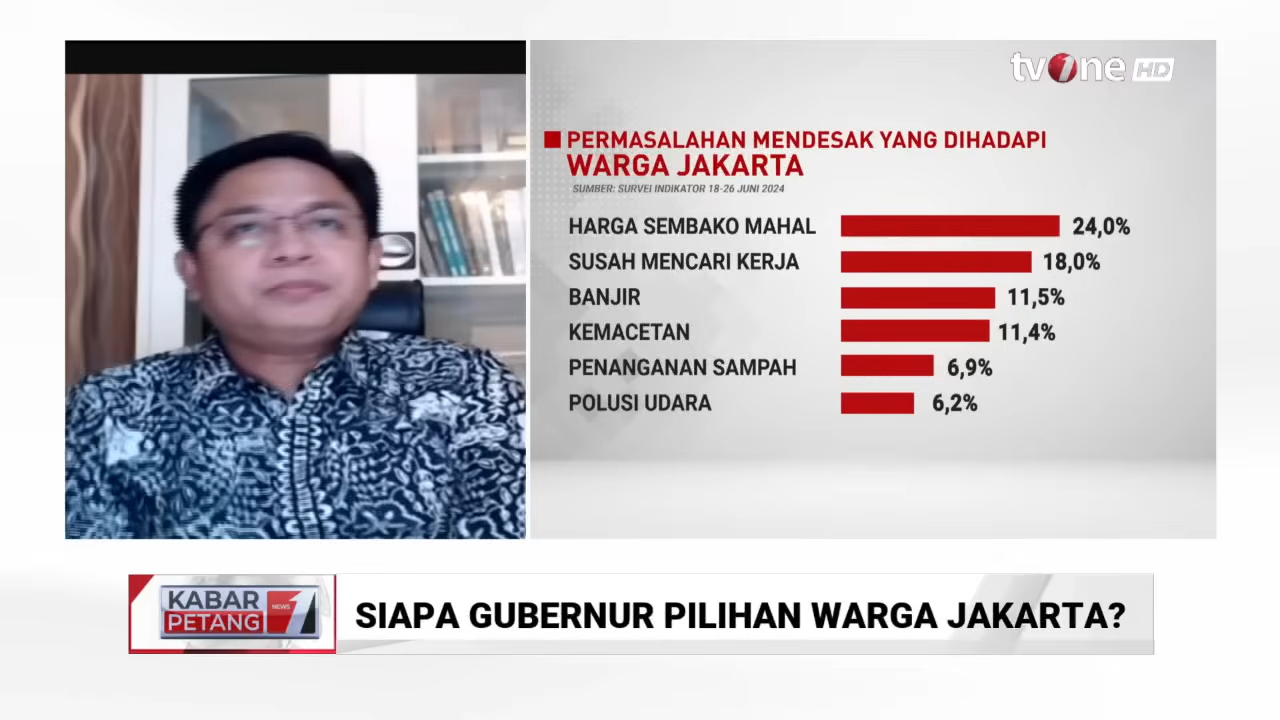 tvOne HD
PERMASALAHAN MENDESAK YANG DIHADAPI
WARGA JAKARTA
SUMBER: SURVEI INDIKATOR 18-26 JUNI 2024
HARGA SEMBAKO MAHAL 24,0%
SUSAH MENCARI KERJA 18,0%
BANJIR 11,5%
KEMACETAN 11,4%
PENANGANAN SAMPAH 6,9%
POLUSI UDARA 6,2%
KABAR
PETANG
NEWS 1
SIAPA GUBERNUR PILIHAN WARGA JAKARTA?